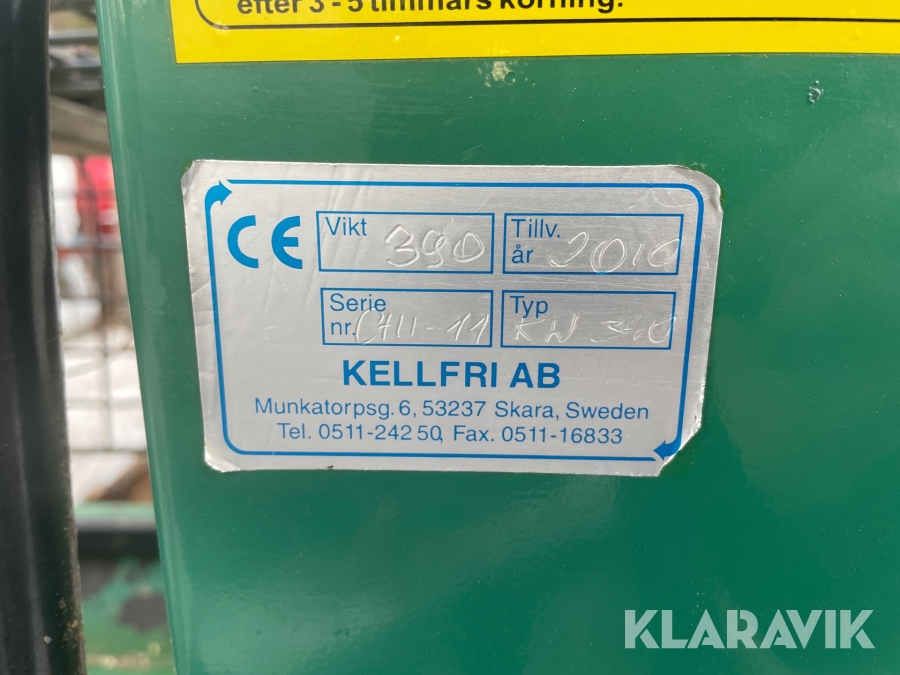 efter 3 - 5 timmars körning.
CE
Vikt 390
Tillv. år 2010
Serie nr.
Typ KW
KELLFRI AB
Munkatorpsg. 6, 53237 Skara, Sweden
Tel. 0511-242 50, Fax. 0511-16833
KLARAVIK